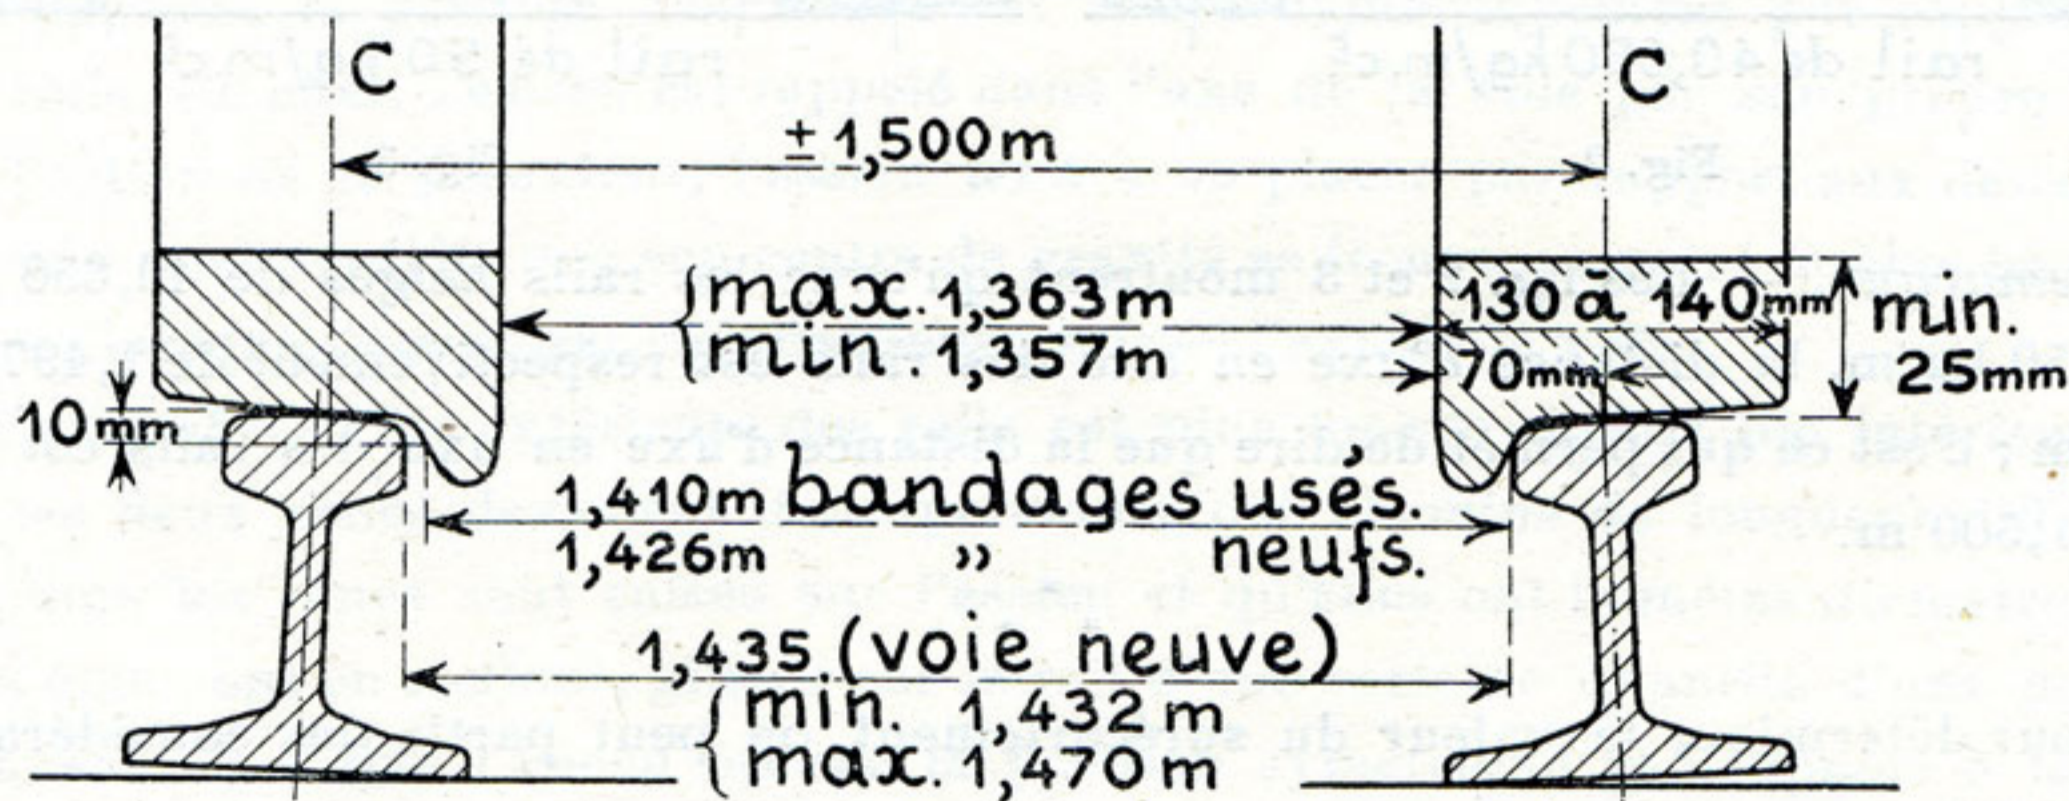 C
C
± 1,500m
max. 1,363m
min. 1,357m
130 à 140mm
70mm
min.
25mm
10mm
1,410m bandages usés.
1,426m " neufs.
1,435 (voie neuve)
min. 1,432m
max. 1,470m